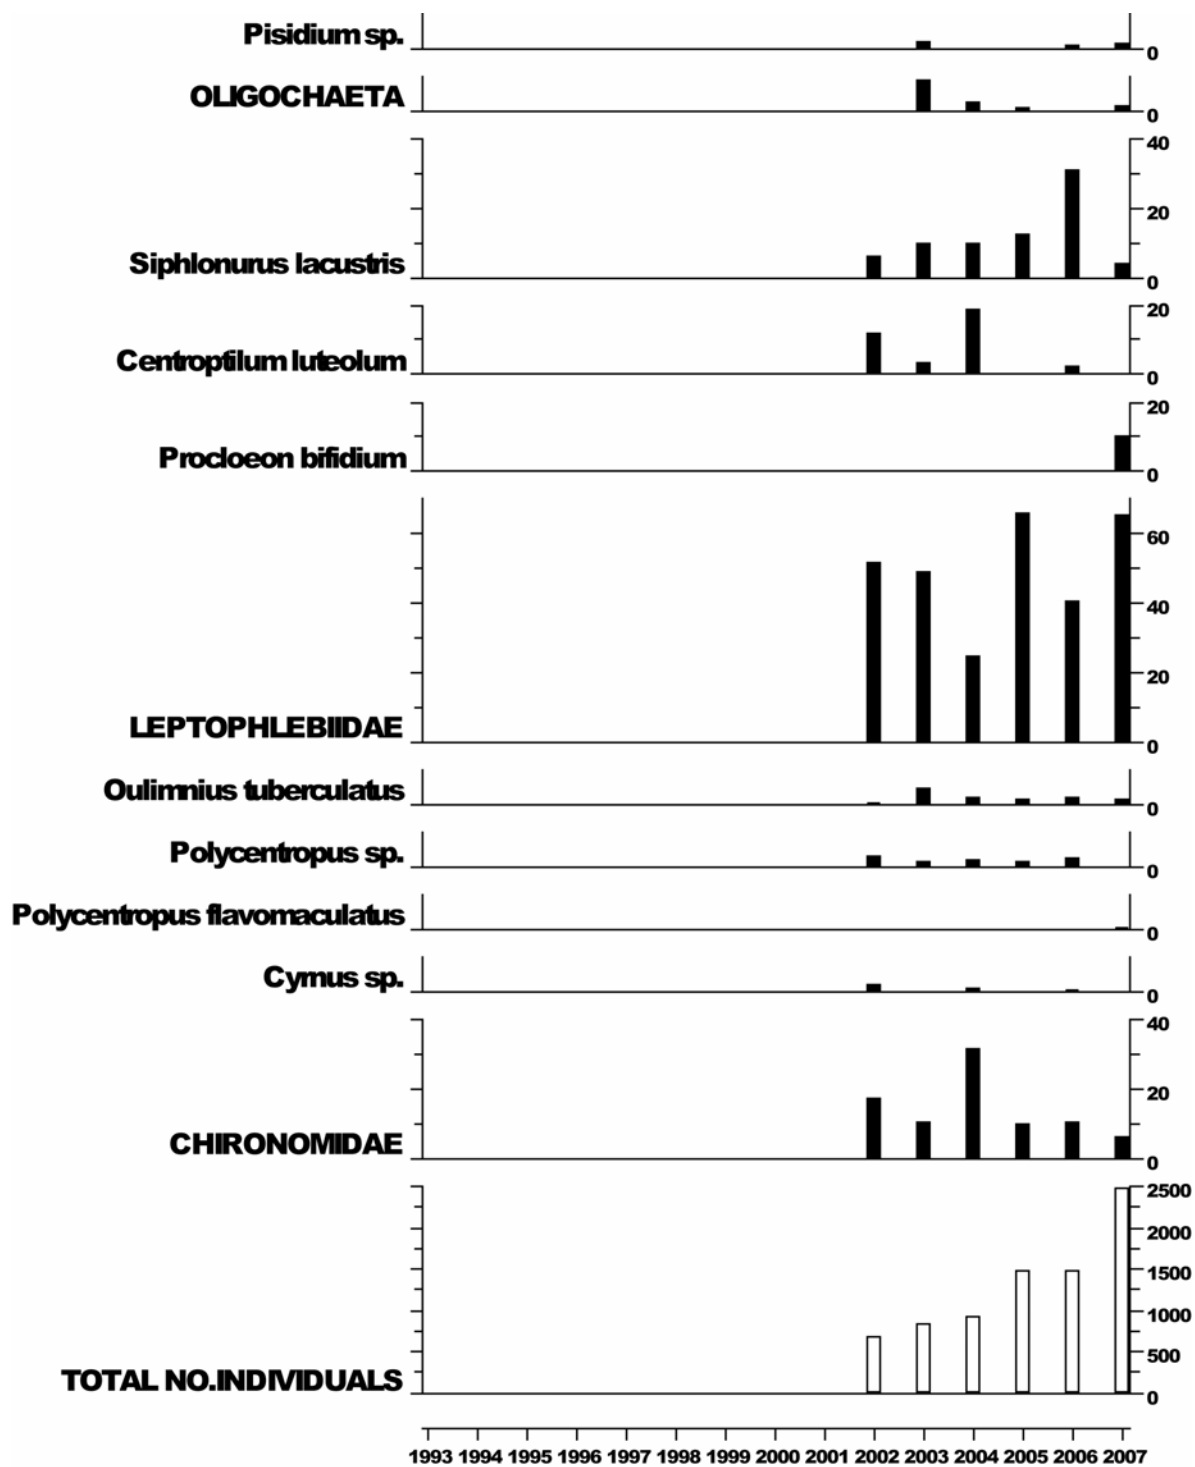 Pisidium sp.
0
OLIGOCHAETA
0
40
20
Siphlonurus lacustris
0
20
Centroptilum luteolum
0
20
Procloeon bifidium
0
60
40
20
LEPTOPHLEBIIDAE
0
Oulimnius tuberculatus
0
Polycentropus sp.
0
Polycentropus flavomaculatus
0
Cyrnus sp.
0
40
20
CHIRONOMIDAE
0
2500
2000
1500
1000
500
TOTAL NO.INDIVIDUALS
0
1993 1994 1995 1996 1997 1998 1999 2000 2001 2002 2003 2004 2005 2006 2007